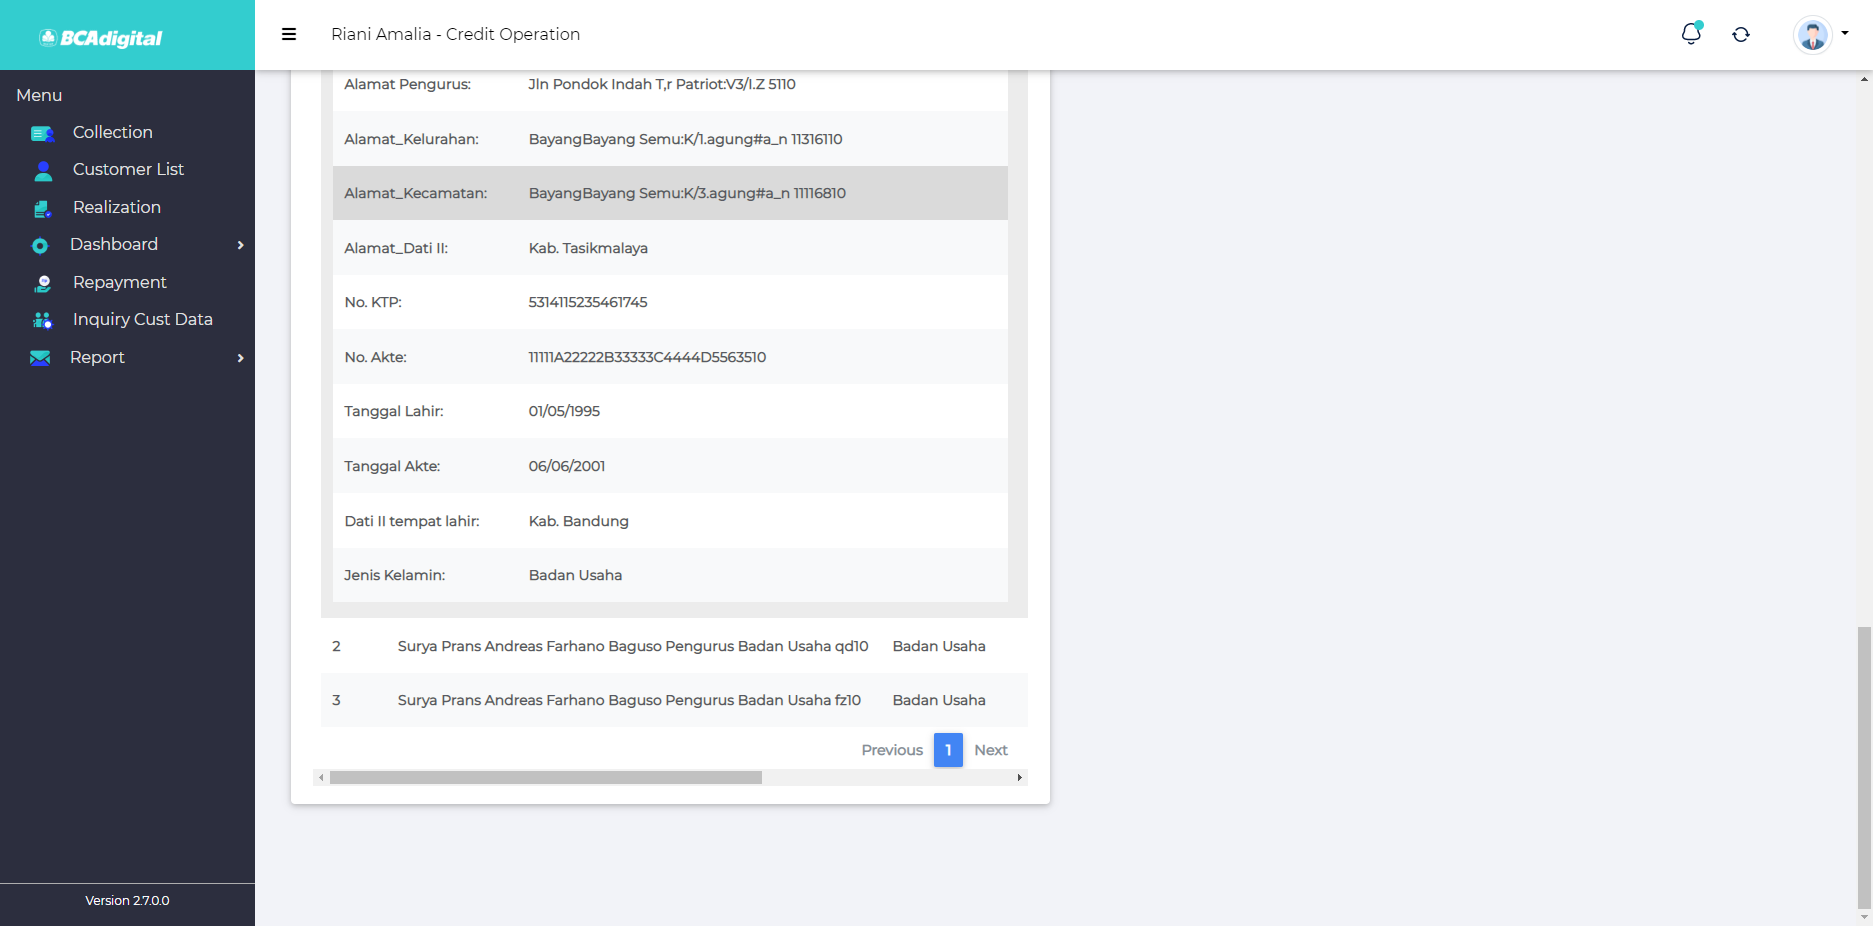 BCAdigital
Riani Amalia - Credit Operation
Menu
Collection
Customer List
Realization
Dashboard
Repayment
Inquiry Cust Data
Report
Version 2.7.0.0
Alamat Pengurus: Jln Pondok Indah T,r Patriot:V3/I.Z 5110
Alamat_Kelurahan: BayangBayang Semu:K/1.agung#a_n 11316110
Alamat_Kecamatan: BayangBayang Semu:K/3.agung#a_n 11116810
Alamat_Dati II: Kab. Tasikmalaya
No. KTP: 5314115235461745
No. Akte: 11111A22222B33333C4444D5563510
Tanggal Lahir: 01/05/1995
Tanggal Akte: 06/06/2001
Dati II tempat lahir: Kab. Bandung
Jenis Kelamin: Badan Usaha
2 Surya Prans Andreas Farhano Baguso Pengurus Badan Usaha qd10 Badan Usaha
3 Surya Prans Andreas Farhano Baguso Pengurus Badan Usaha fz10 Badan Usaha
Previous 1 Next